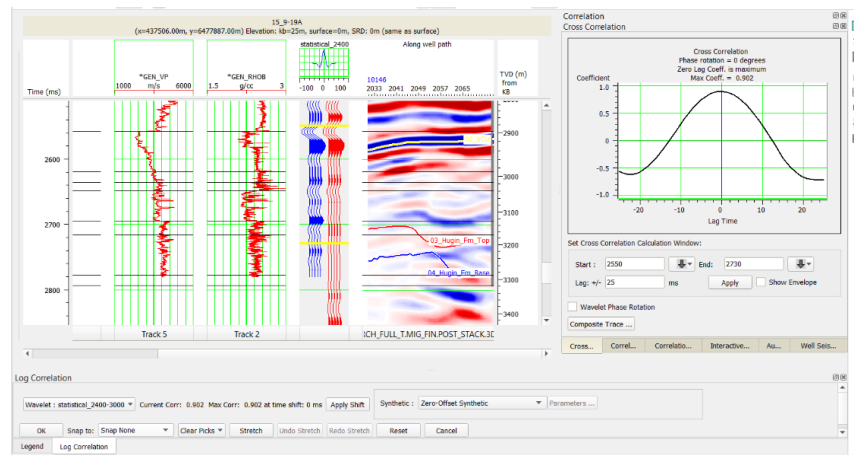 15_9-19A
(x=437506.00m, y=6477887.00m) Elevation: kb=25m, surface=0m, SRD: 0m (same as surface)
statistical_2400
Along well path
*GEN_VP
*GEN_RHOB
10146
TVD (m)
from
KB
Time (ms)
1000 m/s 6000
1.5 g/cc 3
-100 0 100
2033 2041 2049 2057 2065
2600
2700
2800
2900
3000
3100
3200
3300
3400
03_Hugin_Fm_Top
04_Hugin_Fm_Base
Track 5
Track 2
XCH_FULL_T.MIG_FIN.POST_STACK.3D
Correlation
Cross Correlation
Cross Correlation
Phase rotation = 0 degrees
Zero Lag Coeff. is maximum
Max Coeff. = 0.902
Coefficient
1.0
0.5
0
-0.5
-1.0
-20 -10 0 10 20
Lag Time
Set Cross Correlation Calculation Window:
Start : 2550 End: 2730
Lag: +/- 25 ms Apply Show Envelope
Wavelet Phase Rotation
Composite Trace ...
Cross... Correl... Correlatio... Interactive... Au... Well Seis...
Log Correlation
Wavelet : statistical_2400-3000 Current Corr: 0.902 Max Corr: 0.902 at time shift: 0 ms Apply Shift Synthetic : Zero-Offset Synthetic Parameters ...
OK Snap to: Snap None Clear Picks Stretch Undo Stretch Redo Stretch Reset Cancel
Legend Log Correlation